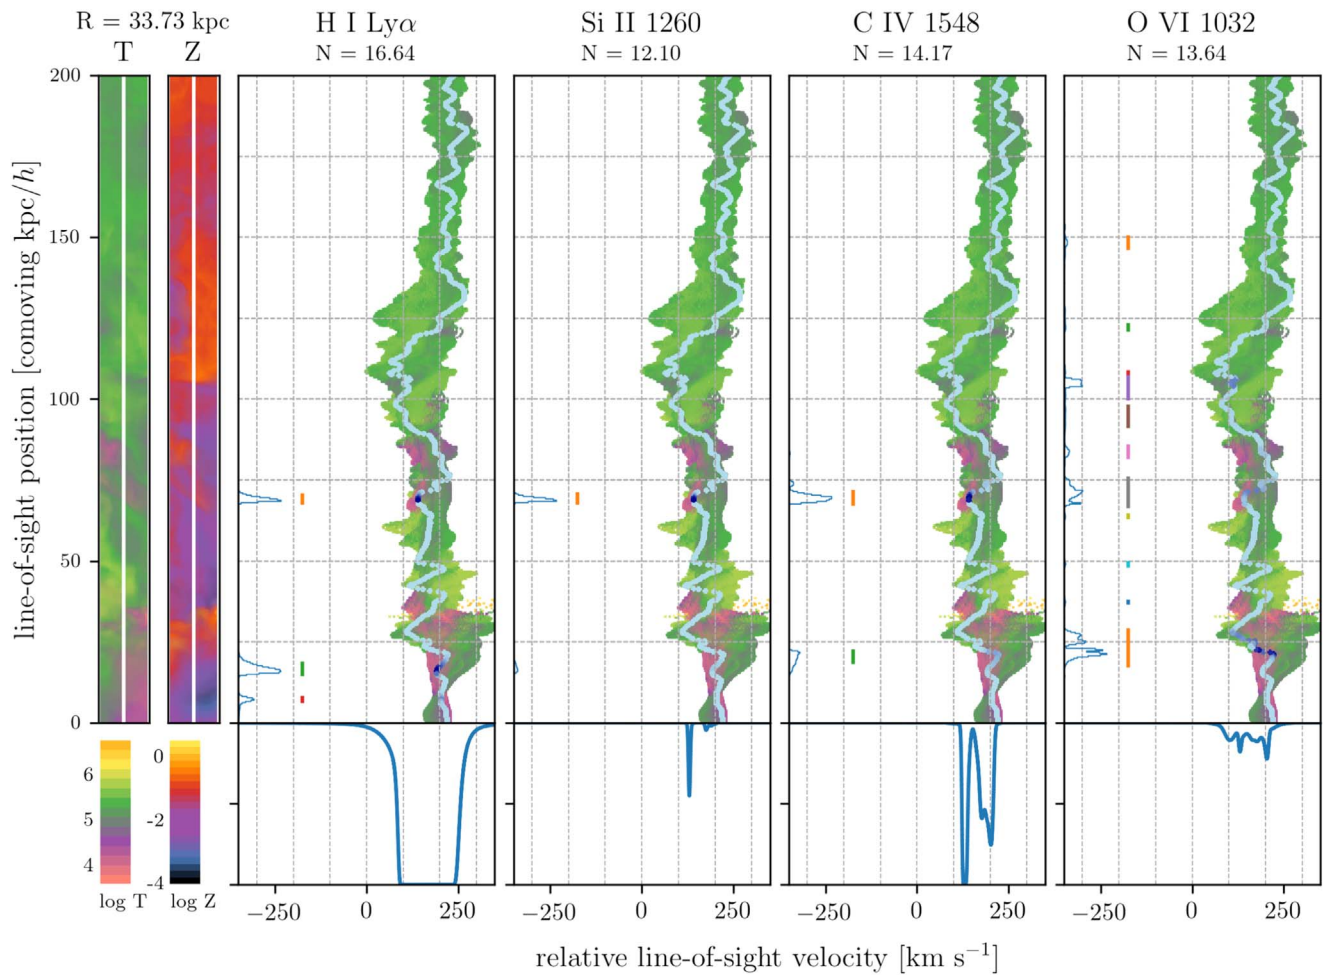 R = 33.73 kpc
T Z
H I Lyα
N = 16.64
Si II 1260
N = 12.10
C IV 1548
N = 14.17
O VI 1032
N = 13.64
line-of-sight position [comoving kpc/h]
200
150
100
50
0
6
5
4
log T
0
-2
-4
log Z
−250 0 250
−250 0 250
−250 0 250
−250 0 250
relative line-of-sight velocity [km s⁻¹]